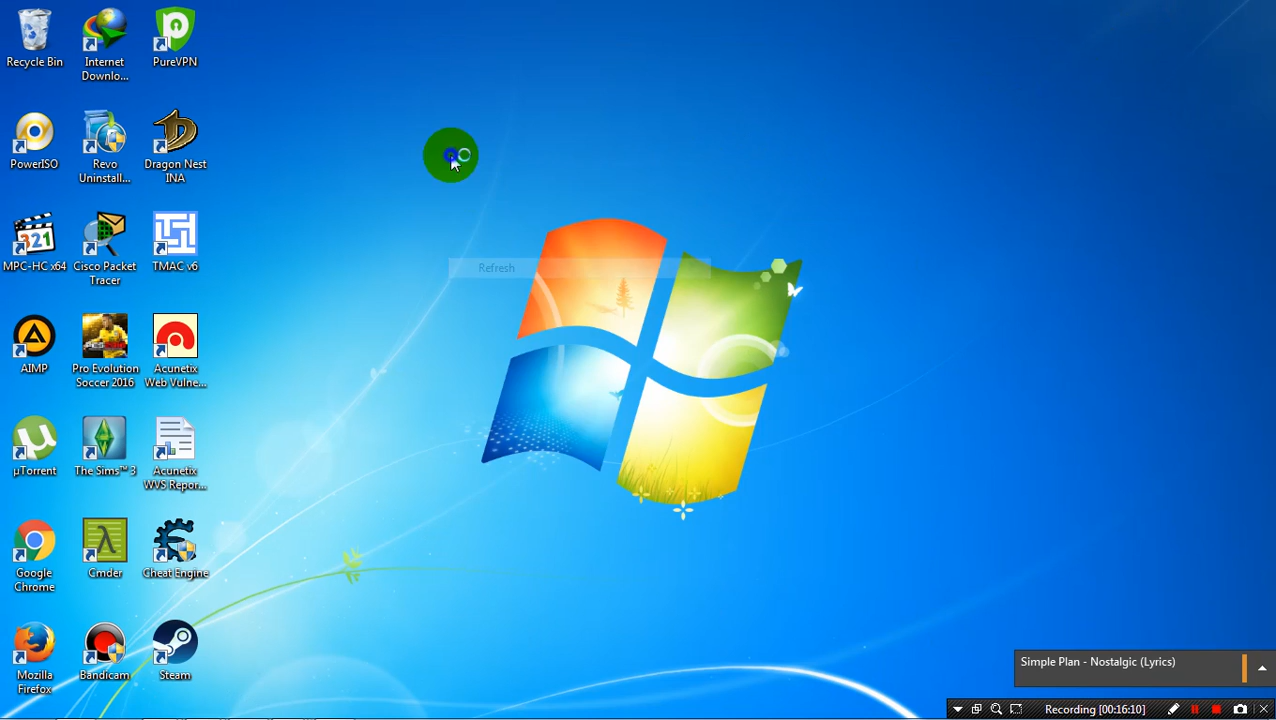 Recycle Bin
Internet
Downlo...
PureVPN
PowerISO
Revo
Uninstall...
Dragon Nest
INA
MPC-HC x64
321
Cisco Packet
Tracer
TMAC v6
AIMP
Pro Evolution
Soccer 2016
Acunetix
Web Vulne...
µTorrent
The Sims™ 3
Acunetix
WVS Repor...
Google
Chrome
Cmder
Cheat Engine
Mozilla
Firefox
Bandicam
Steam
Refresh
Simple Plan - Nostalgic (Lyrics)
Recording [00:16:10]